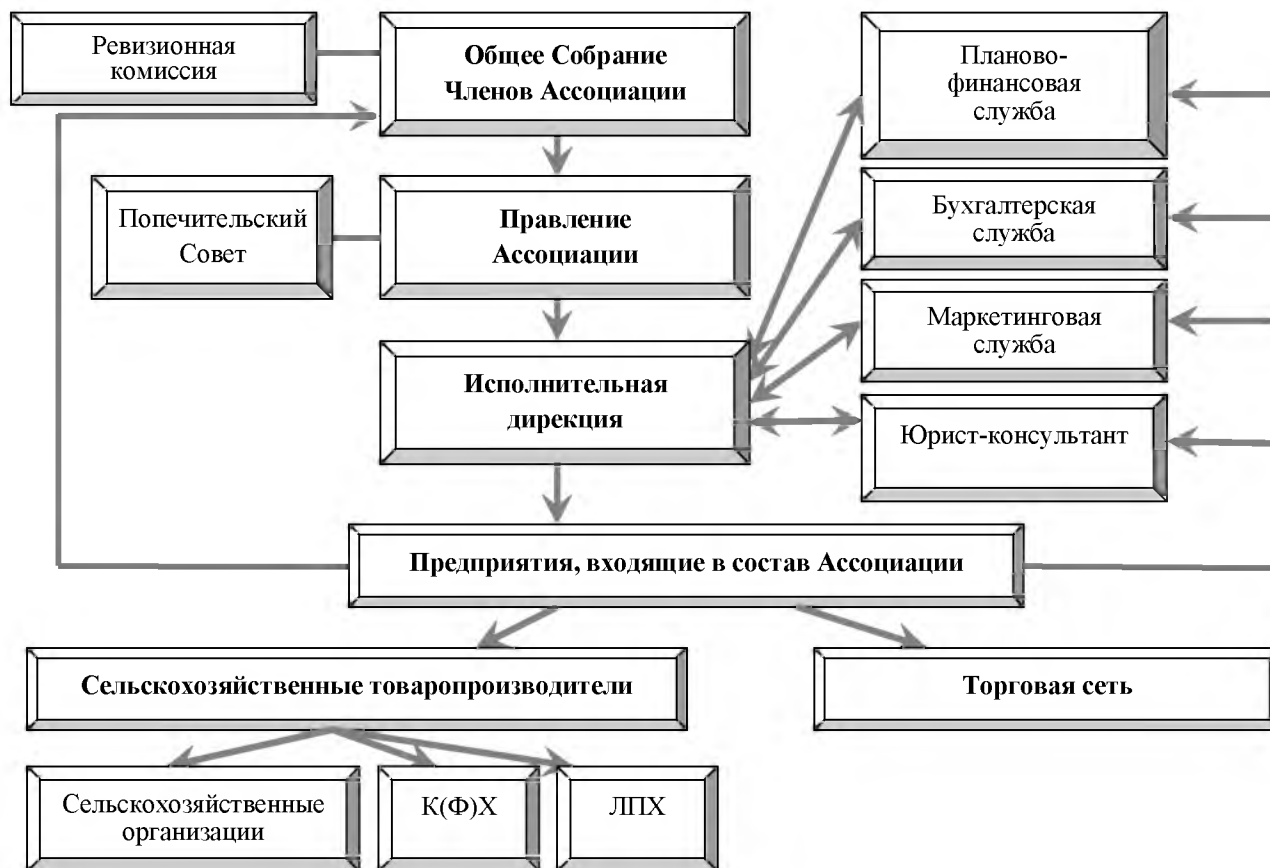 Ревизионная
комиссия
Общее Собрание
Членов Ассоциации
Планово-
финансовая
служба
Попечительский
Совет
Правление
Ассоциации
Бухгалтерская
служба
Маркетинговая
служба
Исполнительная
дирекция
Юрист-консультант
Предприятия, входящие в состав Ассоциации
Сельскохозяйственные товаропроизводители
Торговая сеть
Сельскохозяйственные
организации
К(Ф)Х
ЛПХ